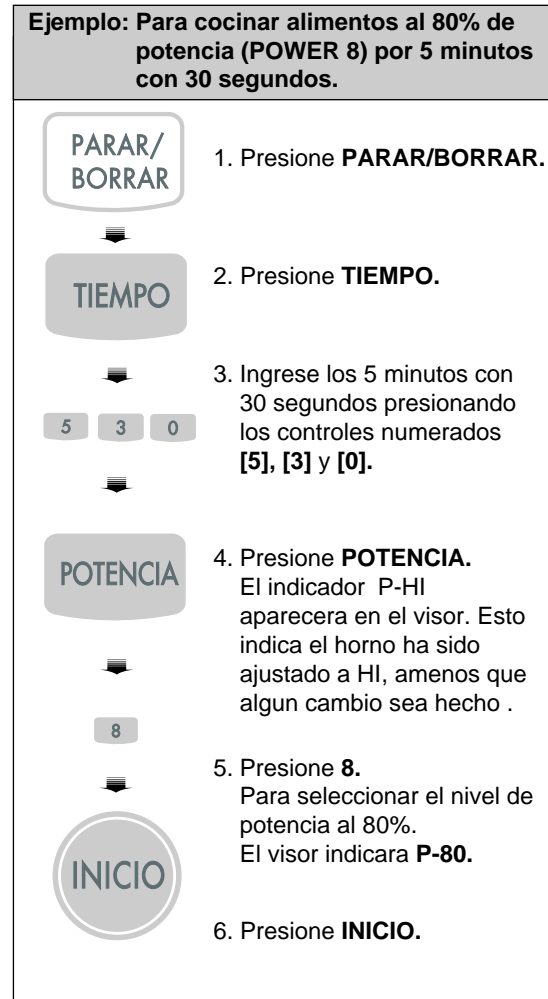 Ejemplo: Para cocinar alimentos al 80% de
potencia (POWER 8) por 5 minutos
con 30 segundos.
PARAR/
BORRAR
1. Presione PARAR/BORRAR.
TIEMPO
2. Presione TIEMPO.
5 3 0
3. Ingrese los 5 minutos con
30 segundos presionando
los controles numerados
[5], [3] y [0].
POTENCIA
4. Presione POTENCIA.
El indicador P-HI
aparecera en el visor. Esto
indica el horno ha sido
ajustado a HI, amenos que
algun cambio sea hecho .
8
5. Presione 8.
Para seleccionar el nivel de
potencia al 80%.
El visor indicara P-80.
INICIO
6. Presione INICIO.